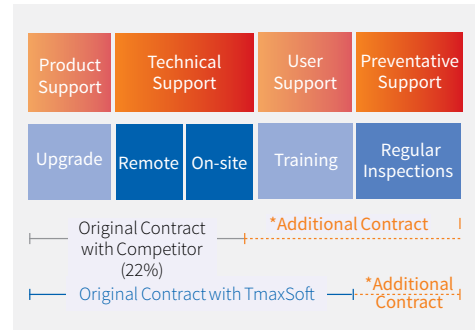 Product
Support
Technical
Support
User
Support
Preventative
Support
Upgrade
Remote
On-site
Training
Regular
Inspections
Original Contract
with Competitor
(22%)
*Additional Contract
Original Contract with TmaxSoft
*Additional
Contract